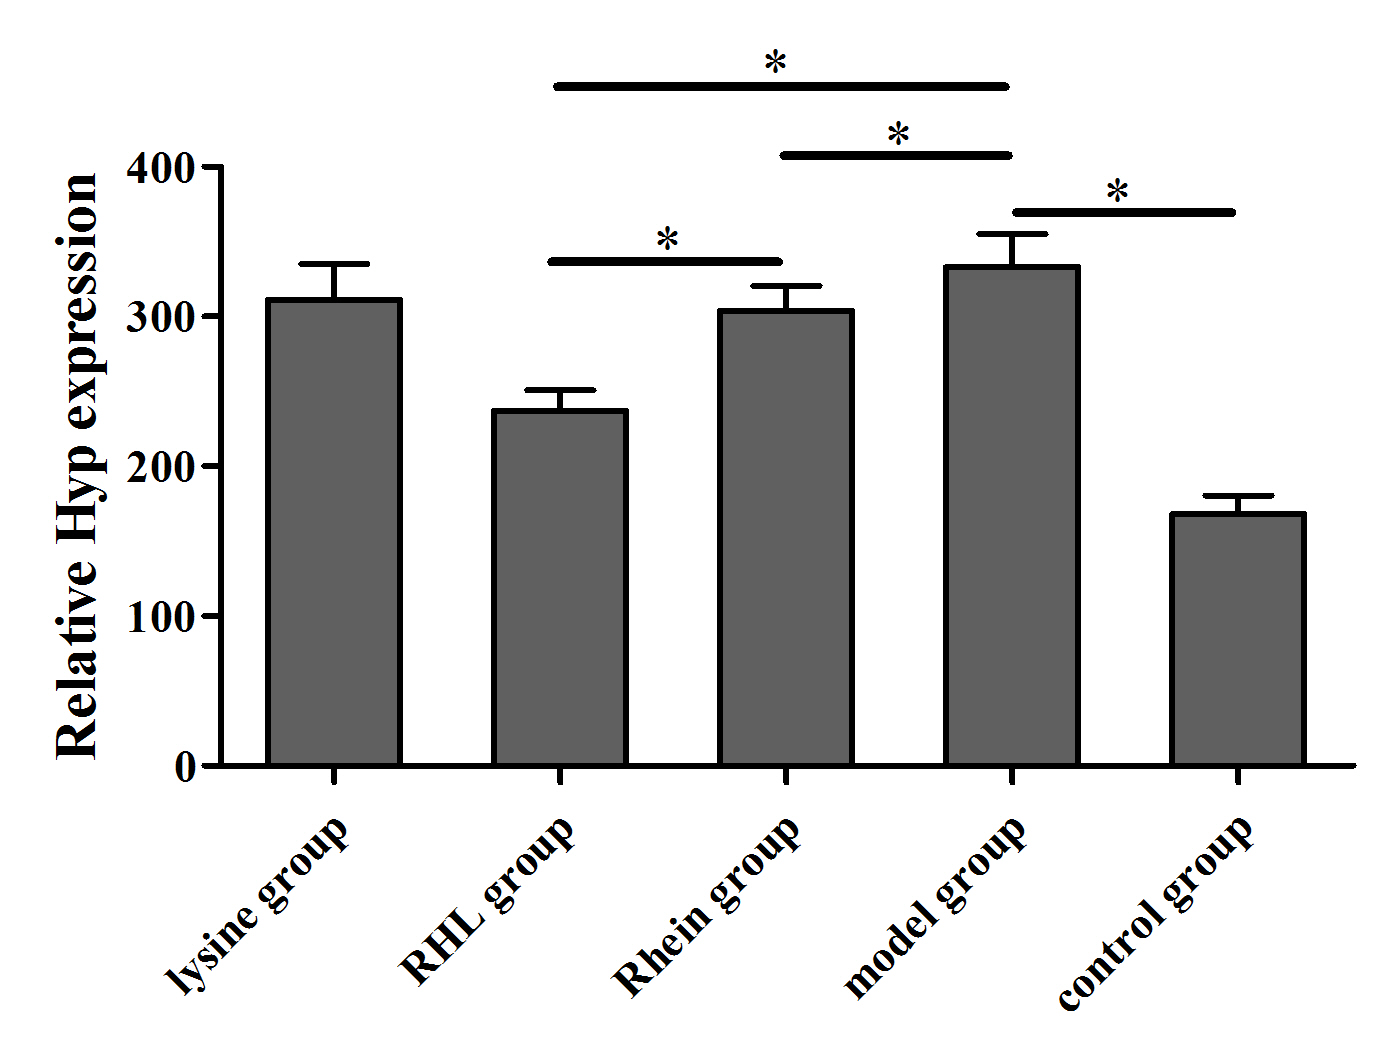 *
*
*
*
400
300
200
100
0
Relative Hyp expression
lysine group
RHL group
Rhein group
model group
control group